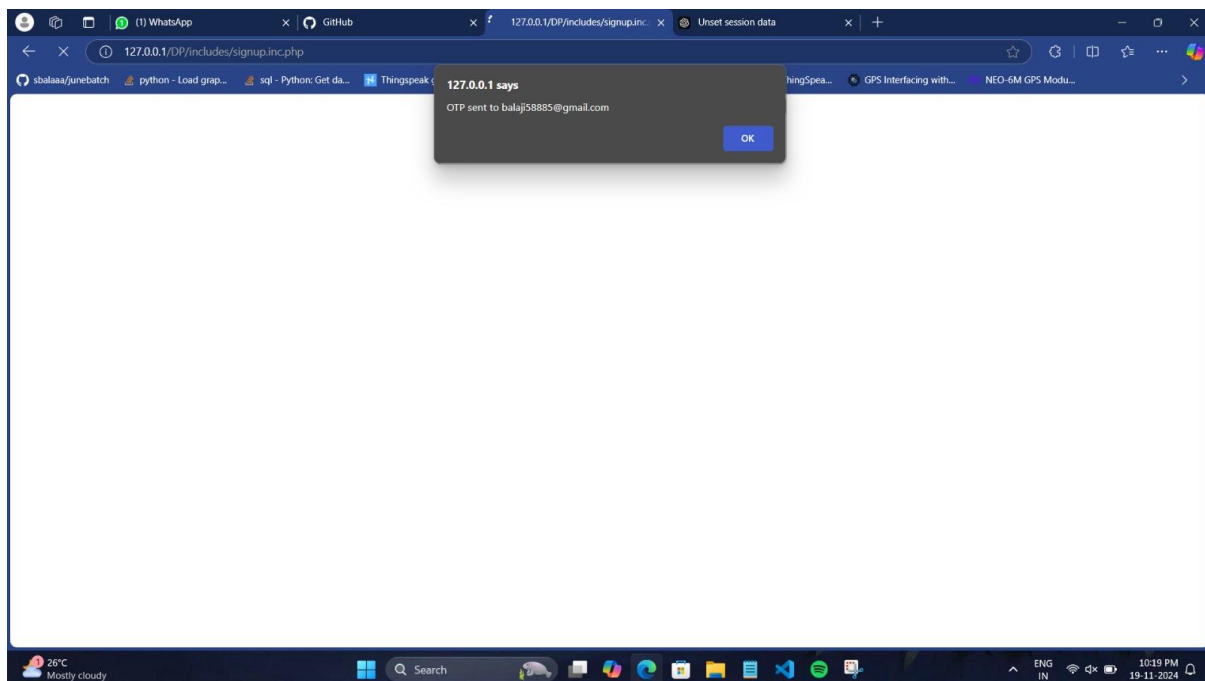 (1) WhatsApp
GitHub
127.0.0.1/DP/includes/signup.inc.
Unset session data
127.0.0.1/DP/includes/signup.inc.php
sbalaaa/junebatch
python - Load grap...
sql - Python: Get da...
Thingspeak
hingSpea...
GPS Interfacing with...
NEO-6M GPS Modu...
127.0.0.1 says
OTP sent to balaji58885@gmail.com
OK
1
26°C
Mostly cloudy
Search
ENG
IN
10:19 PM
19-11-2024